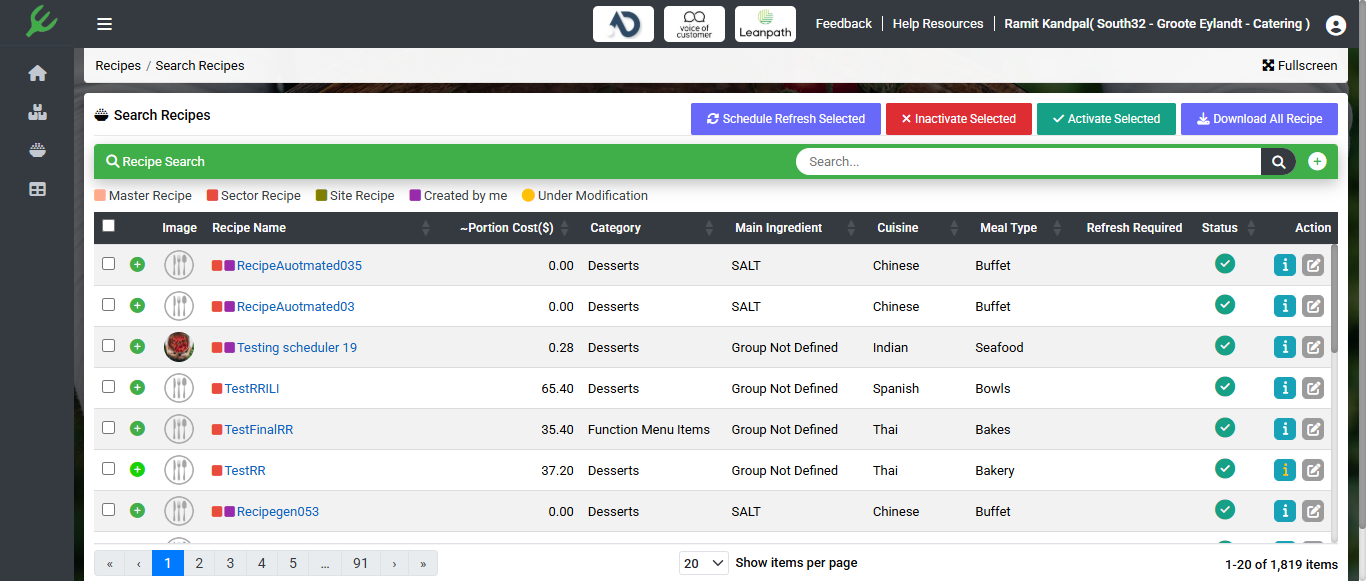 voice of customer
Leanpath
Feedback
Help Resources
Ramit Kandpal( South32 - Groote Eylandt - Catering )
Recipes / Search Recipes
Fullscreen
Search Recipes
Schedule Refresh Selected
Inactivate Selected
Activate Selected
Download All Recipe
Recipe Search
Search...
Master Recipe
Sector Recipe
Site Recipe
Created by me
Under Modification
Image Recipe Name ~Portion Cost($) Category Main Ingredient Cuisine Meal Type Refresh Required Status Action
RecipeAuotmated035 0.00 Desserts SALT Chinese Buffet
RecipeAuotmated03 0.00 Desserts SALT Chinese Buffet
Testing scheduler 19 0.28 Desserts Group Not Defined Indian Seafood
TestRRILI 65.40 Desserts Group Not Defined Spanish Bowls
TestFinalRR 35.40 Function Menu Items Group Not Defined Thai Bakes
TestRR 37.20 Desserts Group Not Defined Thai Bakery
Recipegen053 0.00 Desserts SALT Chinese Buffet
« ‹ 1 2 3 4 5 ... 91 › »
20 Show items per page
1-20 of 1,819 items